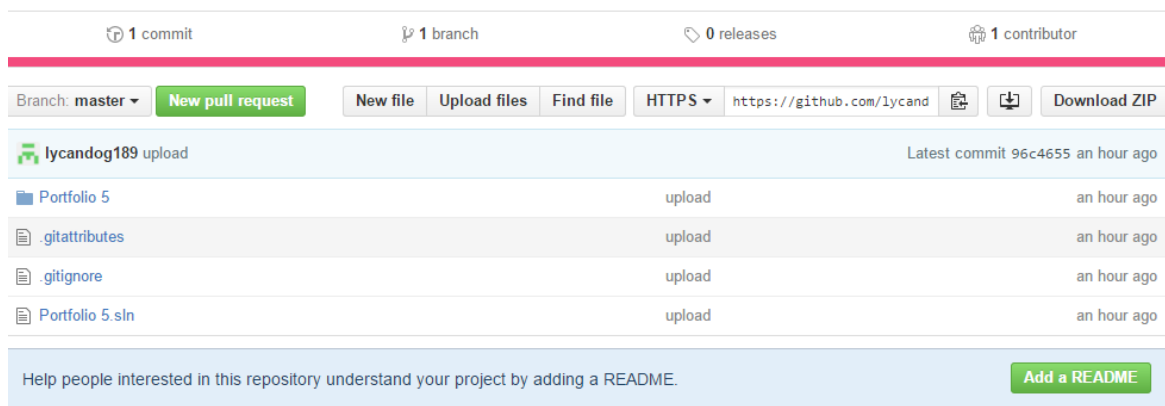 1 commit 1 branch 0 releases 1 contributor
Branch: master New pull request New file Upload files Find file HTTPS https://github.com/lycand Download ZIP
lycandog189 upload Latest commit 96c4655 an hour ago
Portfolio 5 upload an hour ago
.gitattributes upload an hour ago
.gitignore upload an hour ago
Portfolio 5.sln upload an hour ago
Help people interested in this repository understand your project by adding a README. Add a README